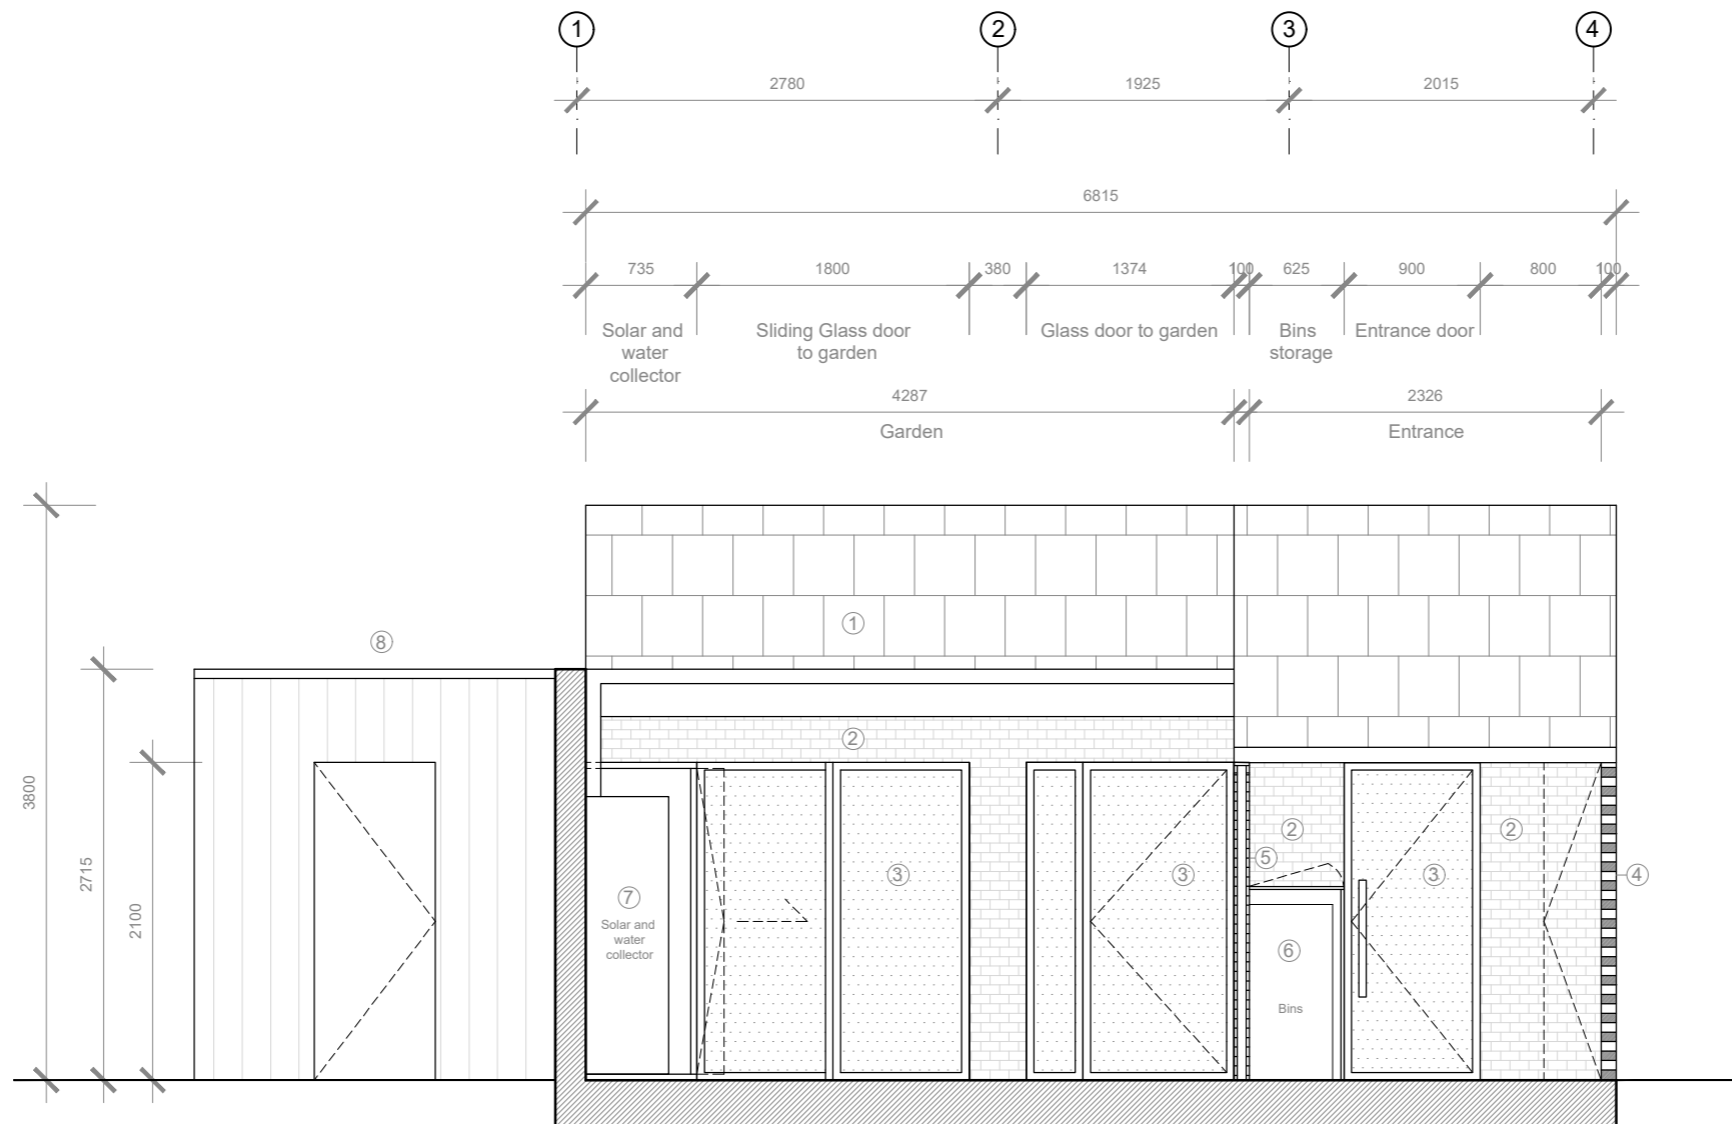 1 2 3 4
2780 1925 2015
6815
735 1800 380 1374 100 625 900 800 100
Solar and
water
collector
Sliding Glass door
to garden
Glass door to garden
Bins
storage
Entrance door
4287 2326
Garden Entrance
3800
2715
2100
8
1
2
2
2
5
3
3
3
4
7
Solar and
water
collector
6
Bins